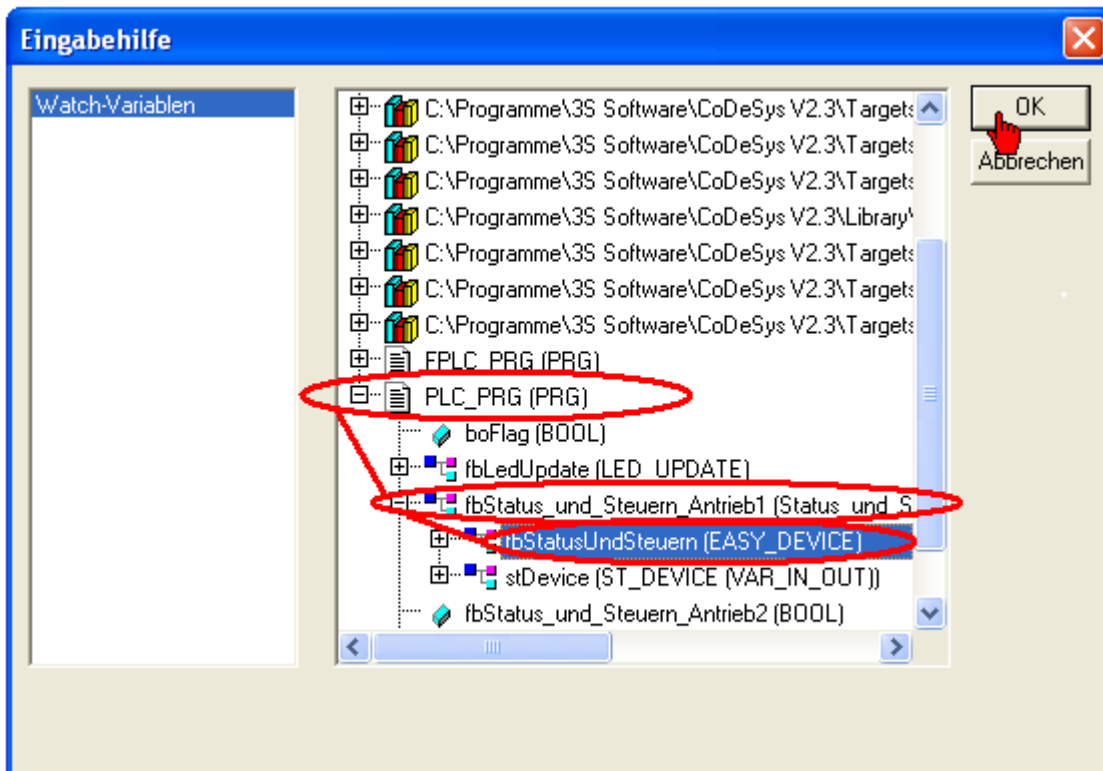 Eingabehilfe
Watch-Variablen
C:\Programme\3S Software\CoDeSys V2.3\Targets
C:\Programme\3S Software\CoDeSys V2.3\Targets
C:\Programme\3S Software\CoDeSys V2.3\Targets
C:\Programme\3S Software\CoDeSys V2.3\Library\
C:\Programme\3S Software\CoDeSys V2.3\Targets
C:\Programme\3S Software\CoDeSys V2.3\Targets
C:\Programme\3S Software\CoDeSys V2.3\Targets
FPLC_PRG (PRG)
PLC_PRG (PRG)
boFlag (BOOL)
fbLedUpdate (LED_UPDATE)
fbStatus_und_Steuern_Antrieb1 (Status_und_S
fbStatusUndSteuern (EASY_DEVICE)
stDevice (ST_DEVICE (VAR_IN_OUT))
fbStatus_und_Steuern_Antrieb2 (BOOL)
OK
Abbrechen